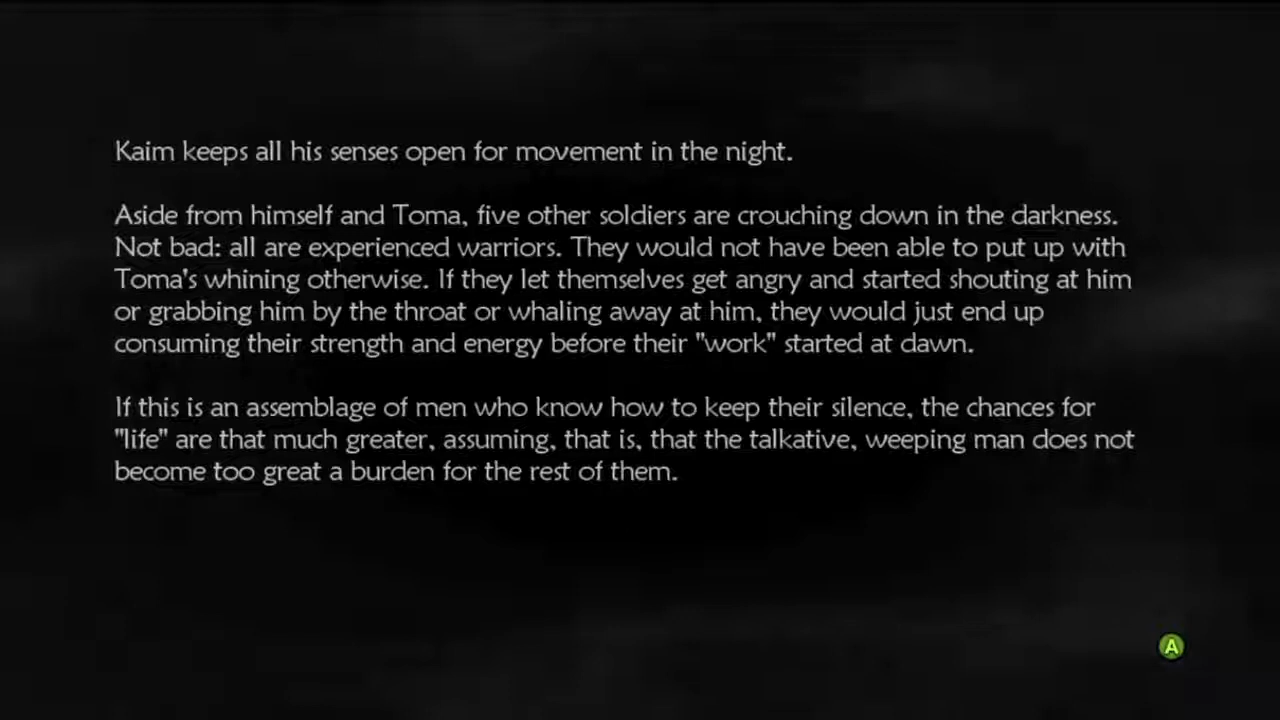 Kaim keeps all his senses open for movement in the night.
Aside from himself and Toma, five other soldiers are crouching down in the darkness.
Not bad: all are experienced warriors. They would not have been able to put up with
Toma's whining otherwise. If they let themselves get angry and started shouting at him
or grabbing him by the throat or whaling away at him, they would just end up
consuming their strength and energy before their "work" started at dawn.
If this is an assemblage of men who know how to keep their silence, the chances for
"life" are that much greater, assuming, that is, that the talkative, weeping man does not
become too great a burden for the rest of them.
A